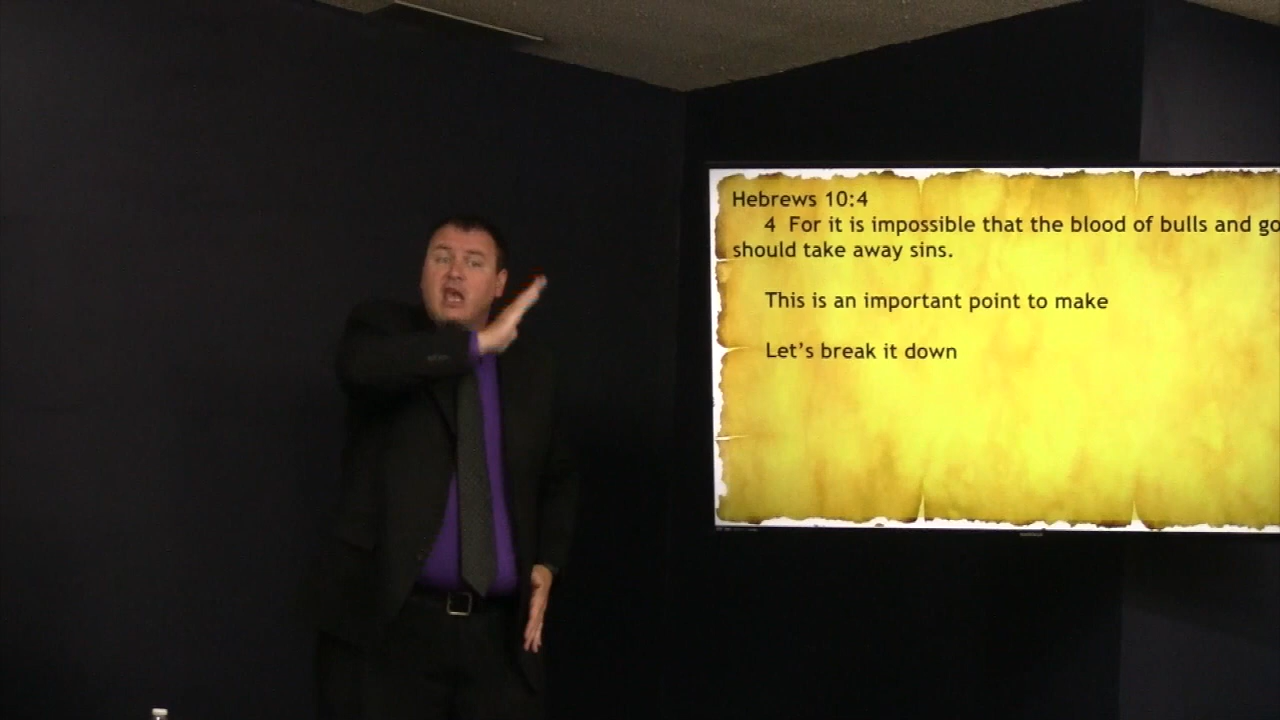 Hebrews 10:4
4 For it is impossible that the blood of bulls and go
should take away sins.
This is an important point to make
Let's break it down